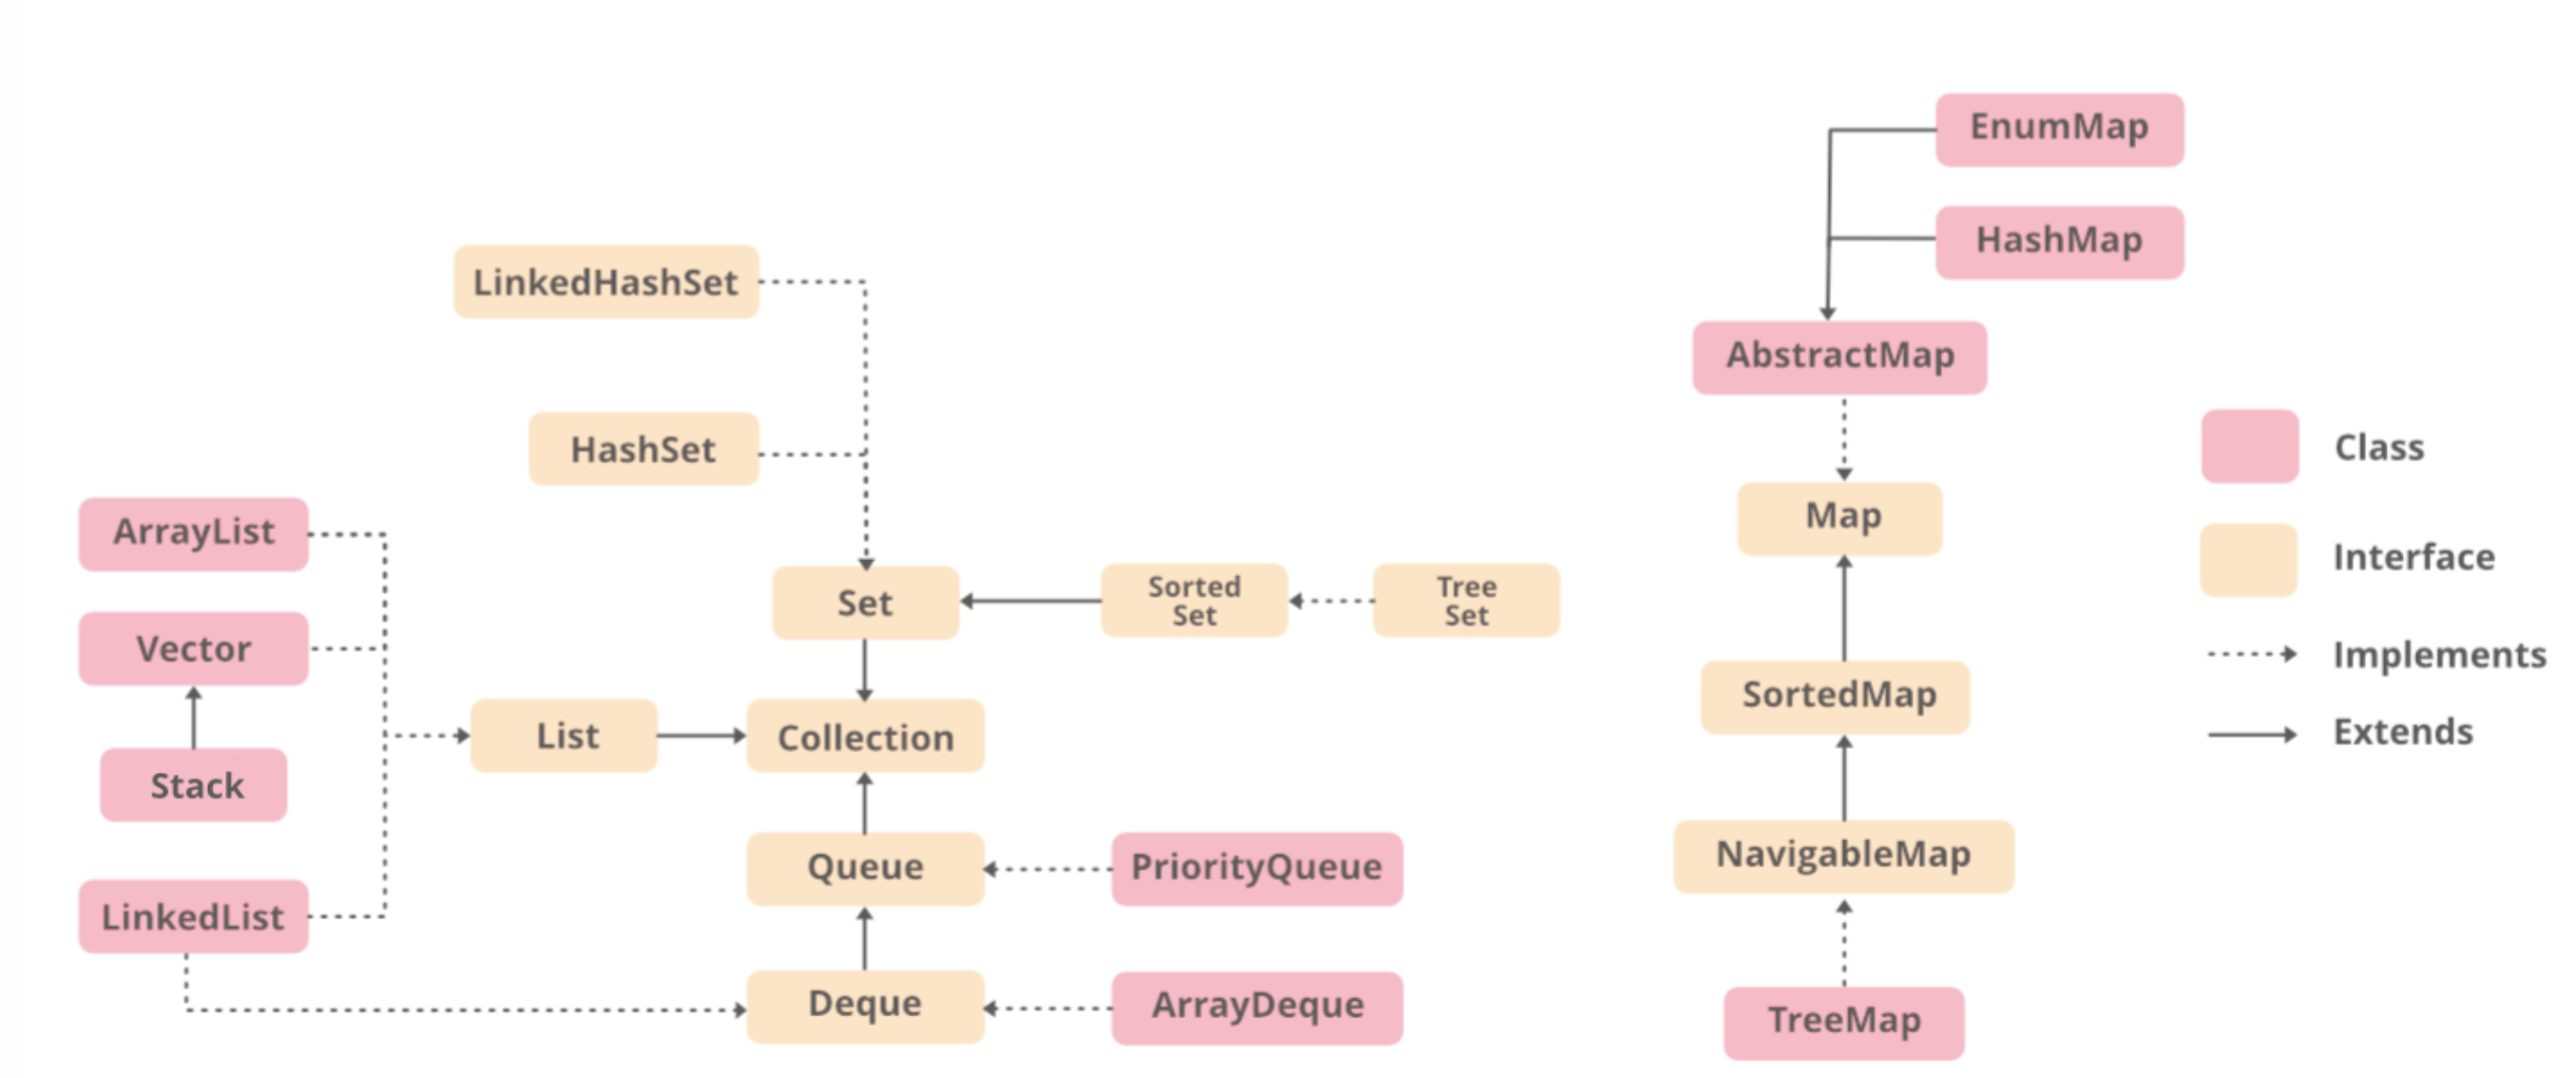 EnumMap
HashMap
LinkedHashSet
AbstractMap
HashSet
Class
Map
ArrayList
Interface
Set
Sorted
Set
Tree
Set
Vector
Implements
SortedMap
List
Collection
Extends
Stack
Queue
PriorityQueue
NavigableMap
LinkedList
Deque
ArrayDeque
TreeMap